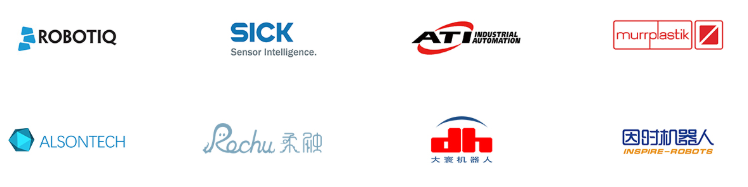 ROBOTIQ
SICK
Sensor Intelligence.
ATI INDUSTRIAL
AUTOMATION
murrplastik
ALSONTECH
Rochu 柔触
dh
大寰机器人
因时机器人
INSPIRE-ROBOTS